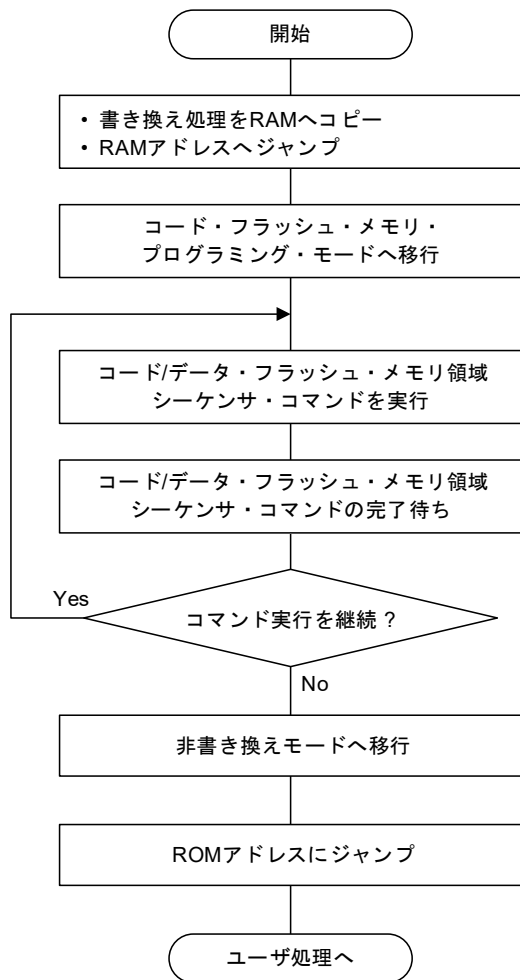 開始
• 書き換え処理をRAMへコピー
• RAMアドレスへジャンプ
コード・フラッシュ・メモリ・
プログラミング・モードへ移行
コード/データ・フラッシュ・メモリ領域
シーケンサ・コマンドを実行
コード/データ・フラッシュ・メモリ領域
シーケンサ・コマンドの完了待ち
Yes
コマンド実行を継続？
No
非書き換えモードへ移行
ROMアドレスにジャンプ
ユーザ処理へ